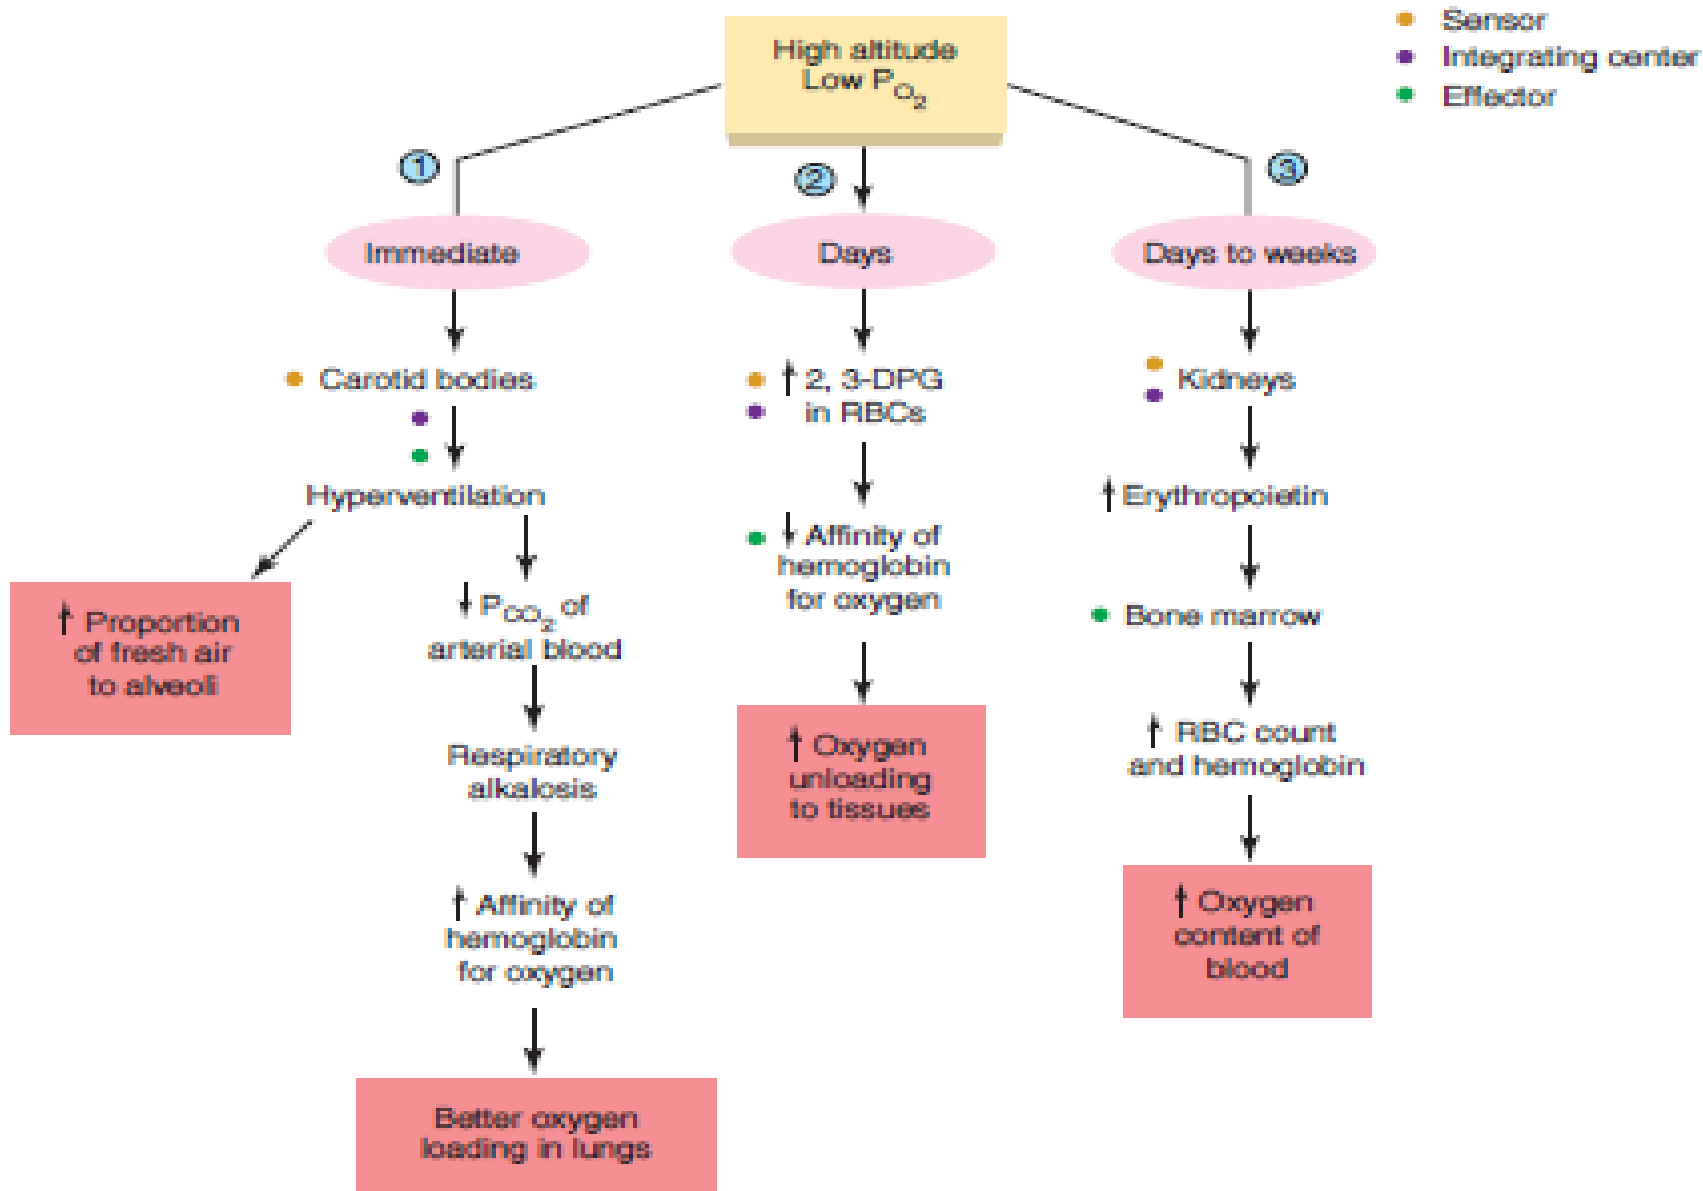 High altitude
Low PO2
Sensor
Integrating center
Effector
1
2
3
Immediate
Days
Days to weeks
Carotid bodies
Hyperventilation
↑ Proportion
of fresh air
to alveoli
↓ PCO2 of
arterial blood
Respiratory
alkalosis
↑ Affinity of
hemoglobin
for oxygen
Better oxygen
loading in lungs
↑ 2, 3-DPG
in RBCs
↓ Affinity of
hemoglobin
for oxygen
↑ Oxygen
unloading
to tissues
Kidneys
↑ Erythropoietin
Bone marrow
↑ RBC count
and hemoglobin
↑ Oxygen
content of
blood